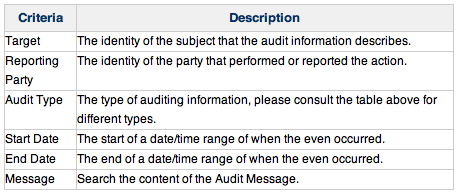 Criteria Description
Target The identity of the subject that the audit information describes.
Reporting The identity of the party that performed or reported the action.
Party
Audit Type The type of auditing information, please consult the table above for
different types.
Start Date The start of a date/time range of when the even occurred.
End Date The end of a date/time range of when the even occurred.
Message Search the content of the Audit Message.